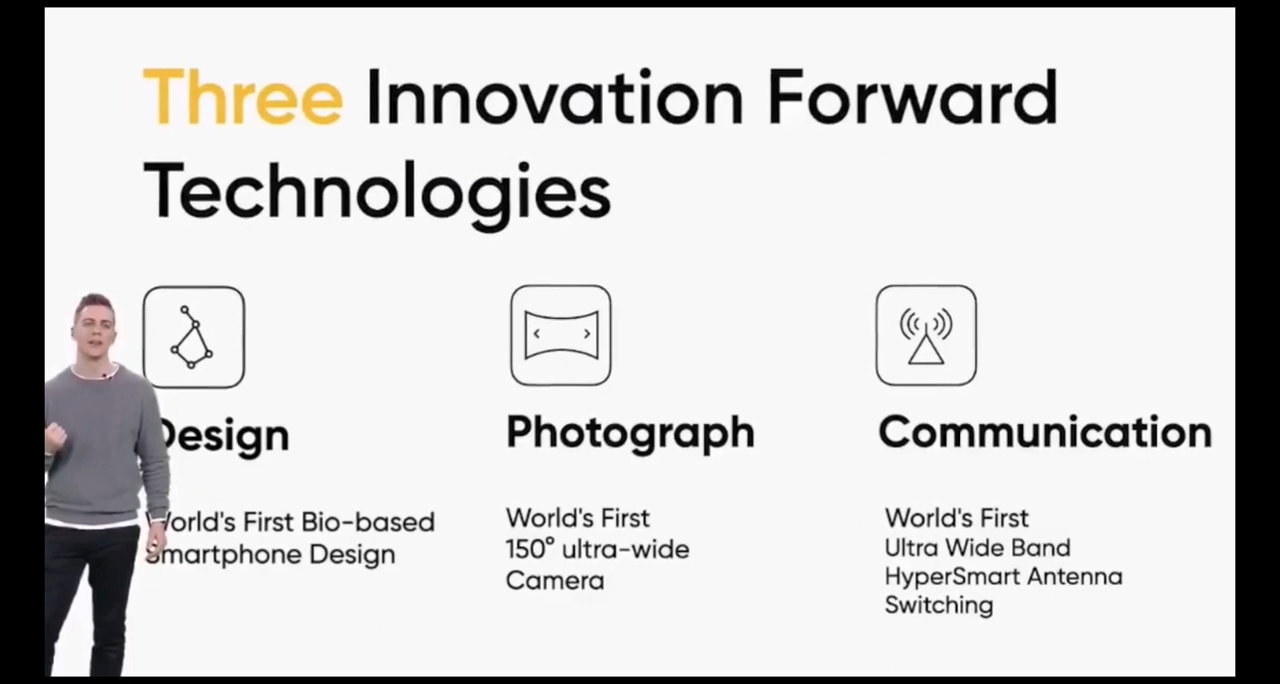 Three Innovation Forward
Technologies
Design
Photograph
Communication
World's First Bio-based
Smartphone Design
World's First
150° ultra-wide
Camera
World's First
Ultra Wide Band
HyperSmart Antenna
Switching